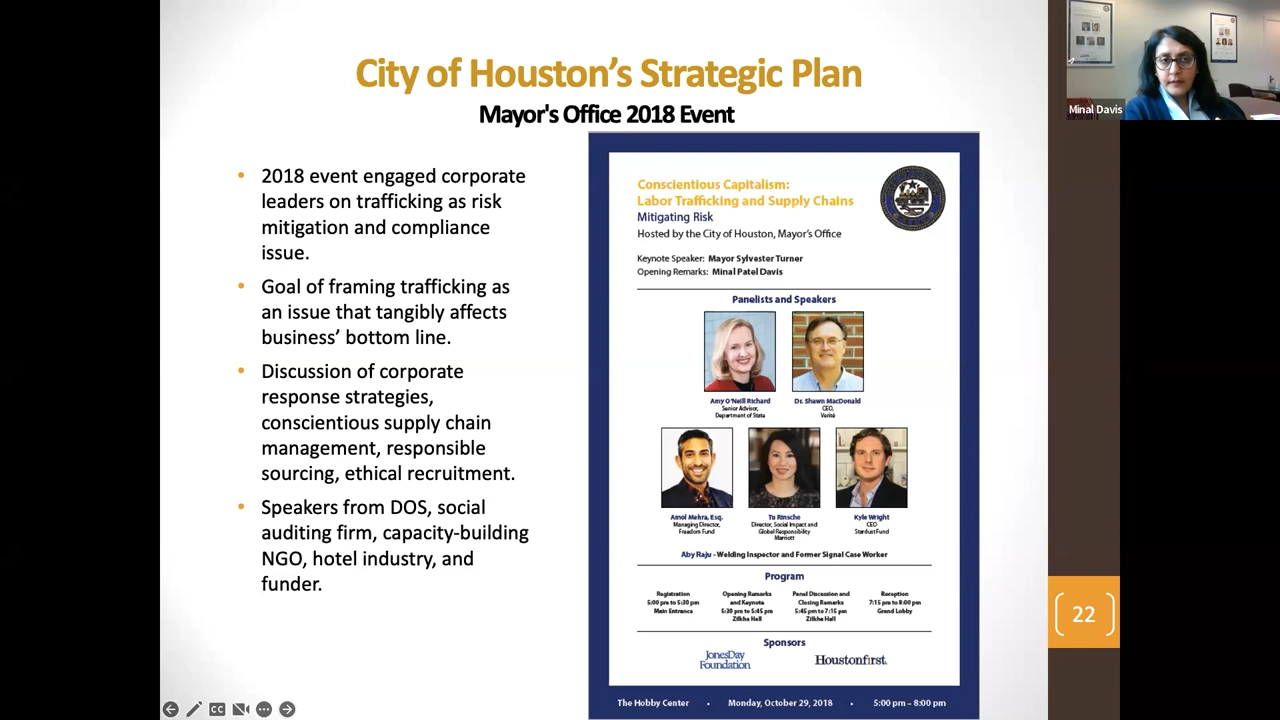 City of Houston's Strategic Plan
Mayor's Office 2018 Event
• 2018 event engaged corporate
leaders on trafficking as risk
mitigation and compliance
issue.
• Goal of framing trafficking as
an issue that tangibly affects
business' bottom line.
• Discussion of corporate
response strategies,
conscientious supply chain
management, responsible
sourcing, ethical recruitment.
• Speakers from DOS, social
auditing firm, capacity-building
NGO, hotel industry, and
funder.
Conscientious Capitalism:
Labor Trafficking and Supply Chains
Mitigating Risk
Hosted by the City of Houston, Mayor's Office
Keynote Speaker: Mayor Sylvester Turner
Opening Remarks: Minal Patel Davis
Panelists and Speakers
Amy O'Neill Richard
Senior Advisor,
Department of State
Dr. Shawn MacDonald
CEO,
Verité
Amol Mehra, Esq.
Managing Director,
Freedom Fund
Tu Rinsche
Director, Social Impact and
Global Responsibility
Marriott
Kyle Wright
CEO
Stardust Fund
Aby Raju - Welding Inspector and Former Signal Case Worker
Program
Registration
5:00 pm to 5:30 pm
Main Entrance
Opening Remarks
and Keynote
5:30 pm to 5:45 pm
Zilkha Hall
Panel Discussion and
Closing Remarks
5:45 pm to 7:15 pm
Zilkha Hall
Reception
7:15 pm to 8:00 pm
Grand Lobby
Sponsors
JonesDay
Foundation
Houstonfirst.
The Hobby Center • Monday, October 29, 2018 • 5:00 pm – 8:00 pm
Minal Davis
22
CC